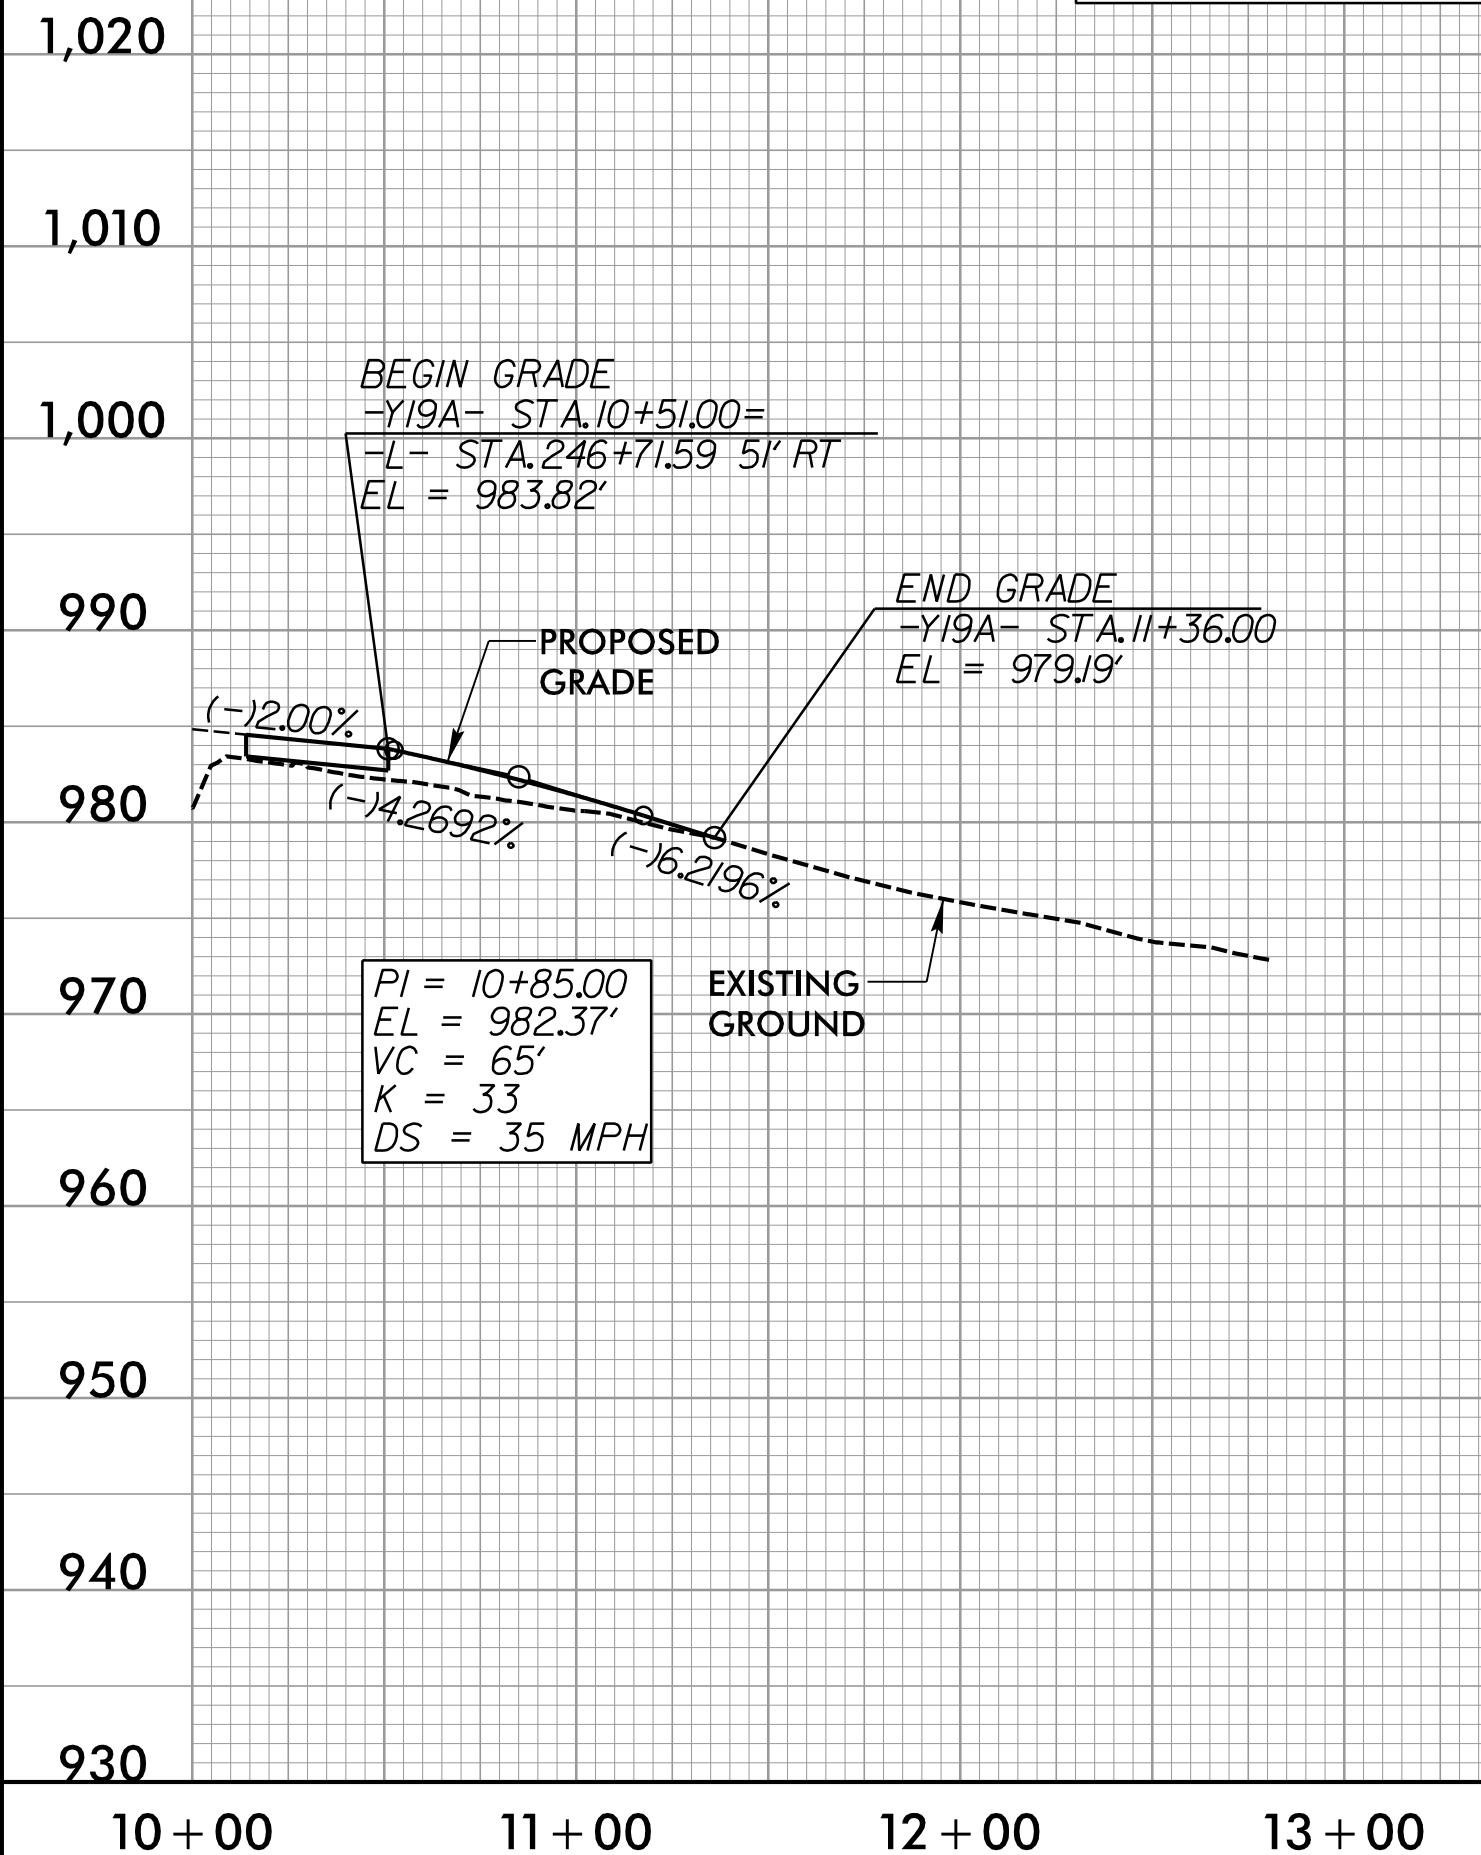 1,020
1,010
1,000
990
980
970
960
950
940
930
BEGIN GRADE
-Y19A- STA.10+51.00=
-L- STA.246+71.59 51' RT
EL = 983.82'
END GRADE
-Y19A- STA.11+36.00
EL = 979.19'
PROPOSED
GRADE
(-)2.00%
(-)4.2692%
(-)6.2196%
EXISTING
GROUND
PI = 10+85.00
EL = 982.37'
VC = 65'
K = 33
DS = 35 MPH
10+00 11+00 12+00 13+00